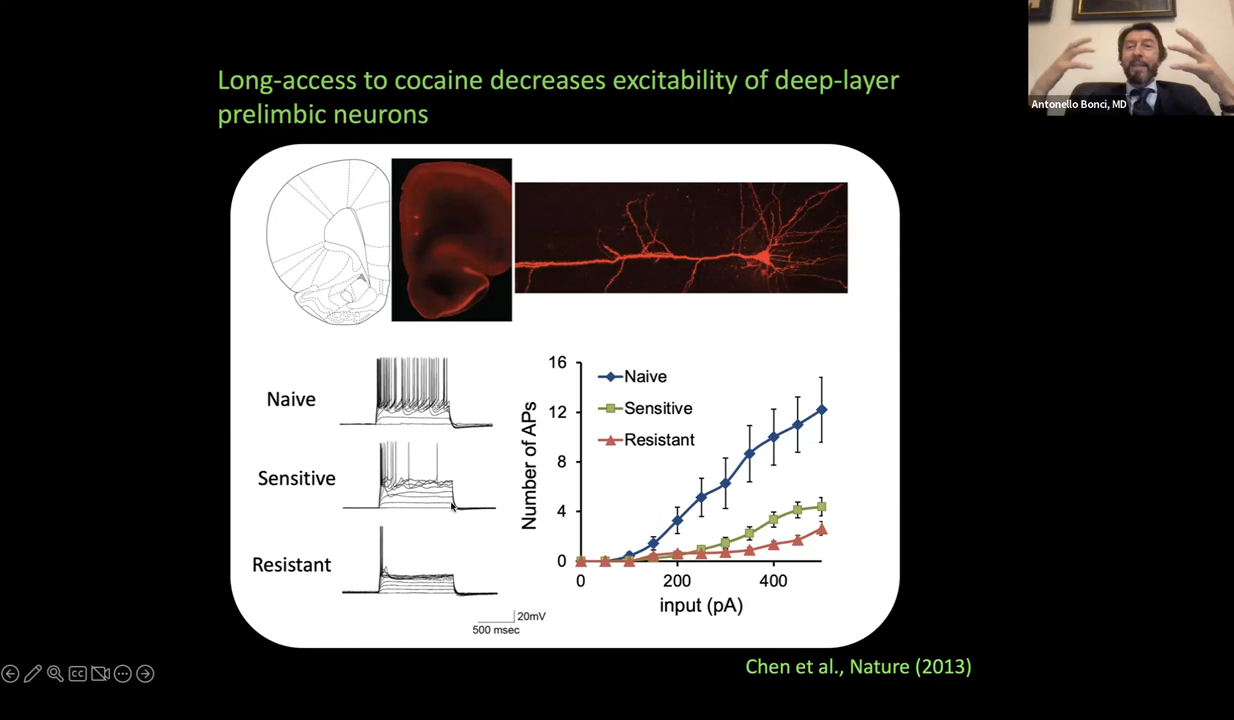 Long-access to cocaine decreases excitability of deep-layer
prelimbic neurons
Antonello Bonci, MD
Naive
Sensitive
Resistant
20mV
500 msec
Number of APs
16
12
8
4
0
Naive
Sensitive
Resistant
0
200
400
input (pA)
Chen et al., Nature (2013)
CC